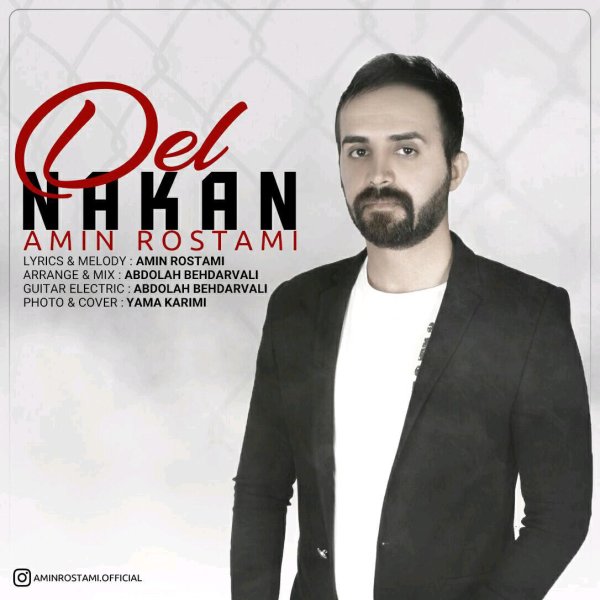 Del
NAKAN
AMIN ROSTAMI
LYRICS & MELODY : AMIN ROSTAMI
ARRANGE & MIX : ABDOLAH BEHDARVALI
GUITAR ELECTRIC : ABDOLAH BEHDARVALI
PHOTO & COVER : YAMA KARIMI
AMINROSTAMI.OFFICIAL